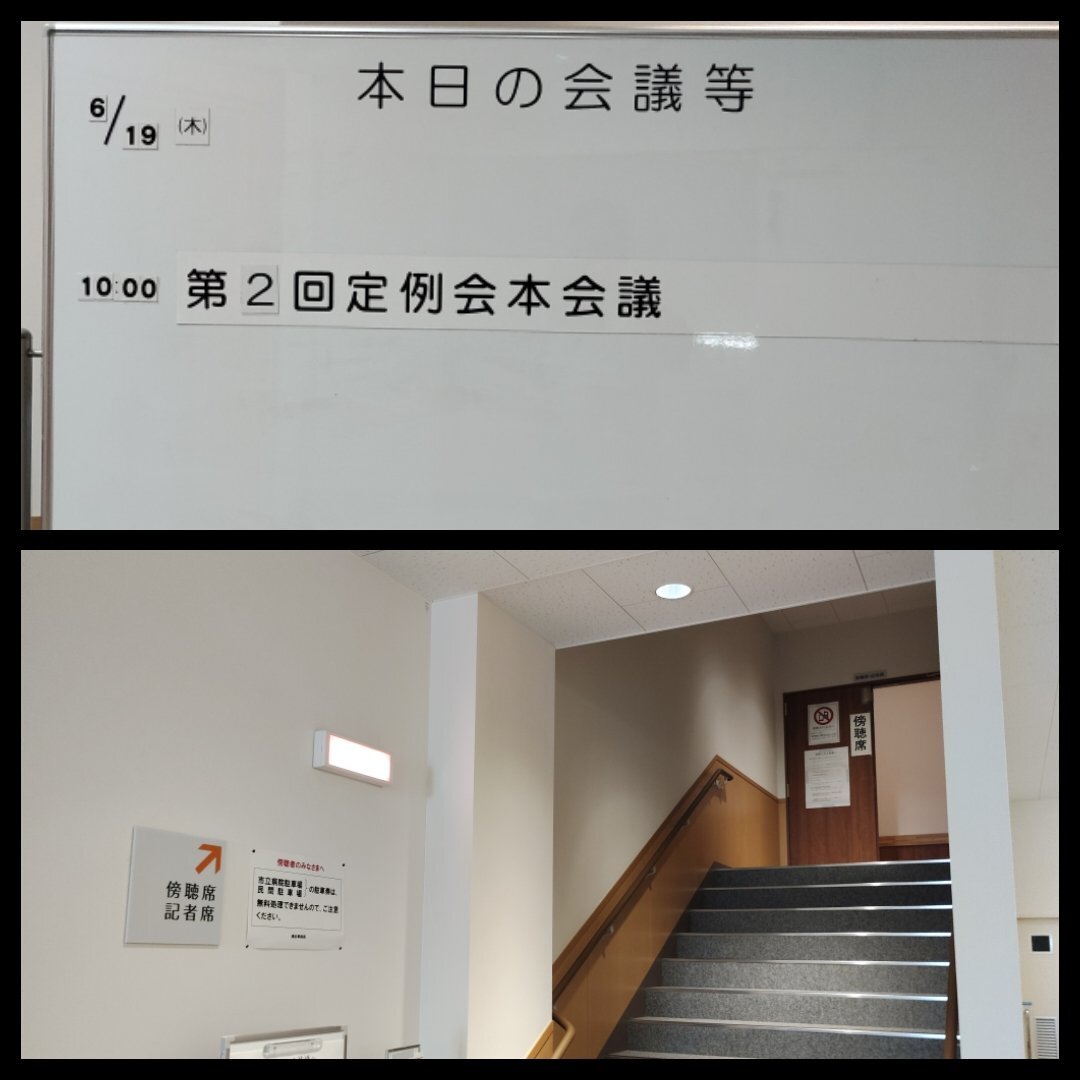 本日の会議等
6/19 (木)
10:00 第2回定例会本会議
傍聴席
傍聴席
記者席
傍聴者のみなさまへ
市立病院駐車場
民間駐車場
の駐車券は、
無料処理できませんので、ご注意
ください。